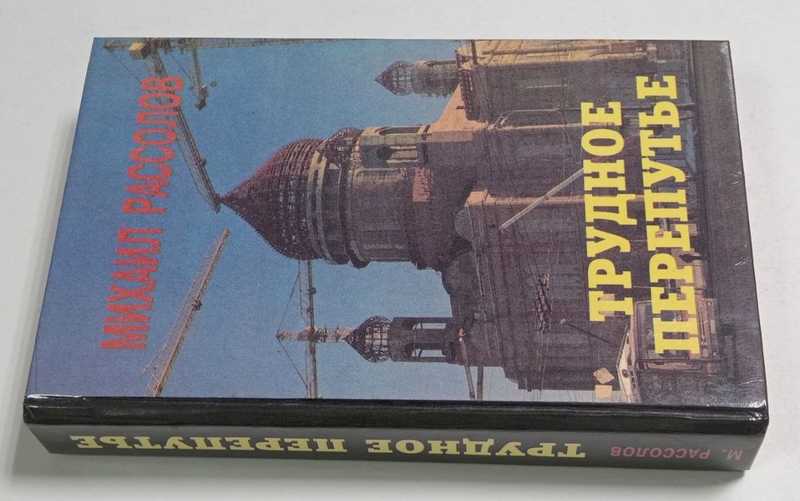 МИХАИЛ РАССОЛОВ
ТРУДНОЕ
ПЕРЕПУТЬЕ
М. РАССОЛОВ
ТРУДНОЕ ПЕРЕПУТЬЕ